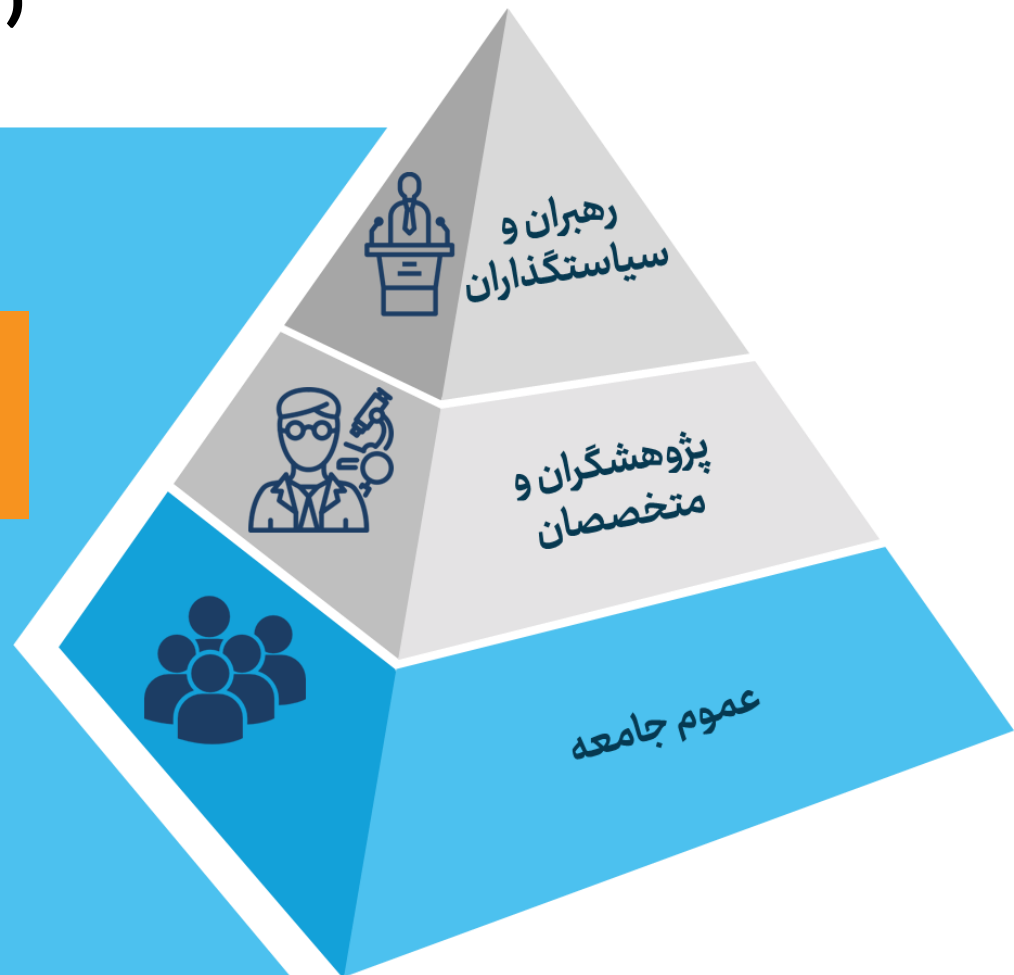 رهبران و
سیاستگذاران
پژوهشگران و
متخصصان
عموم جامعه